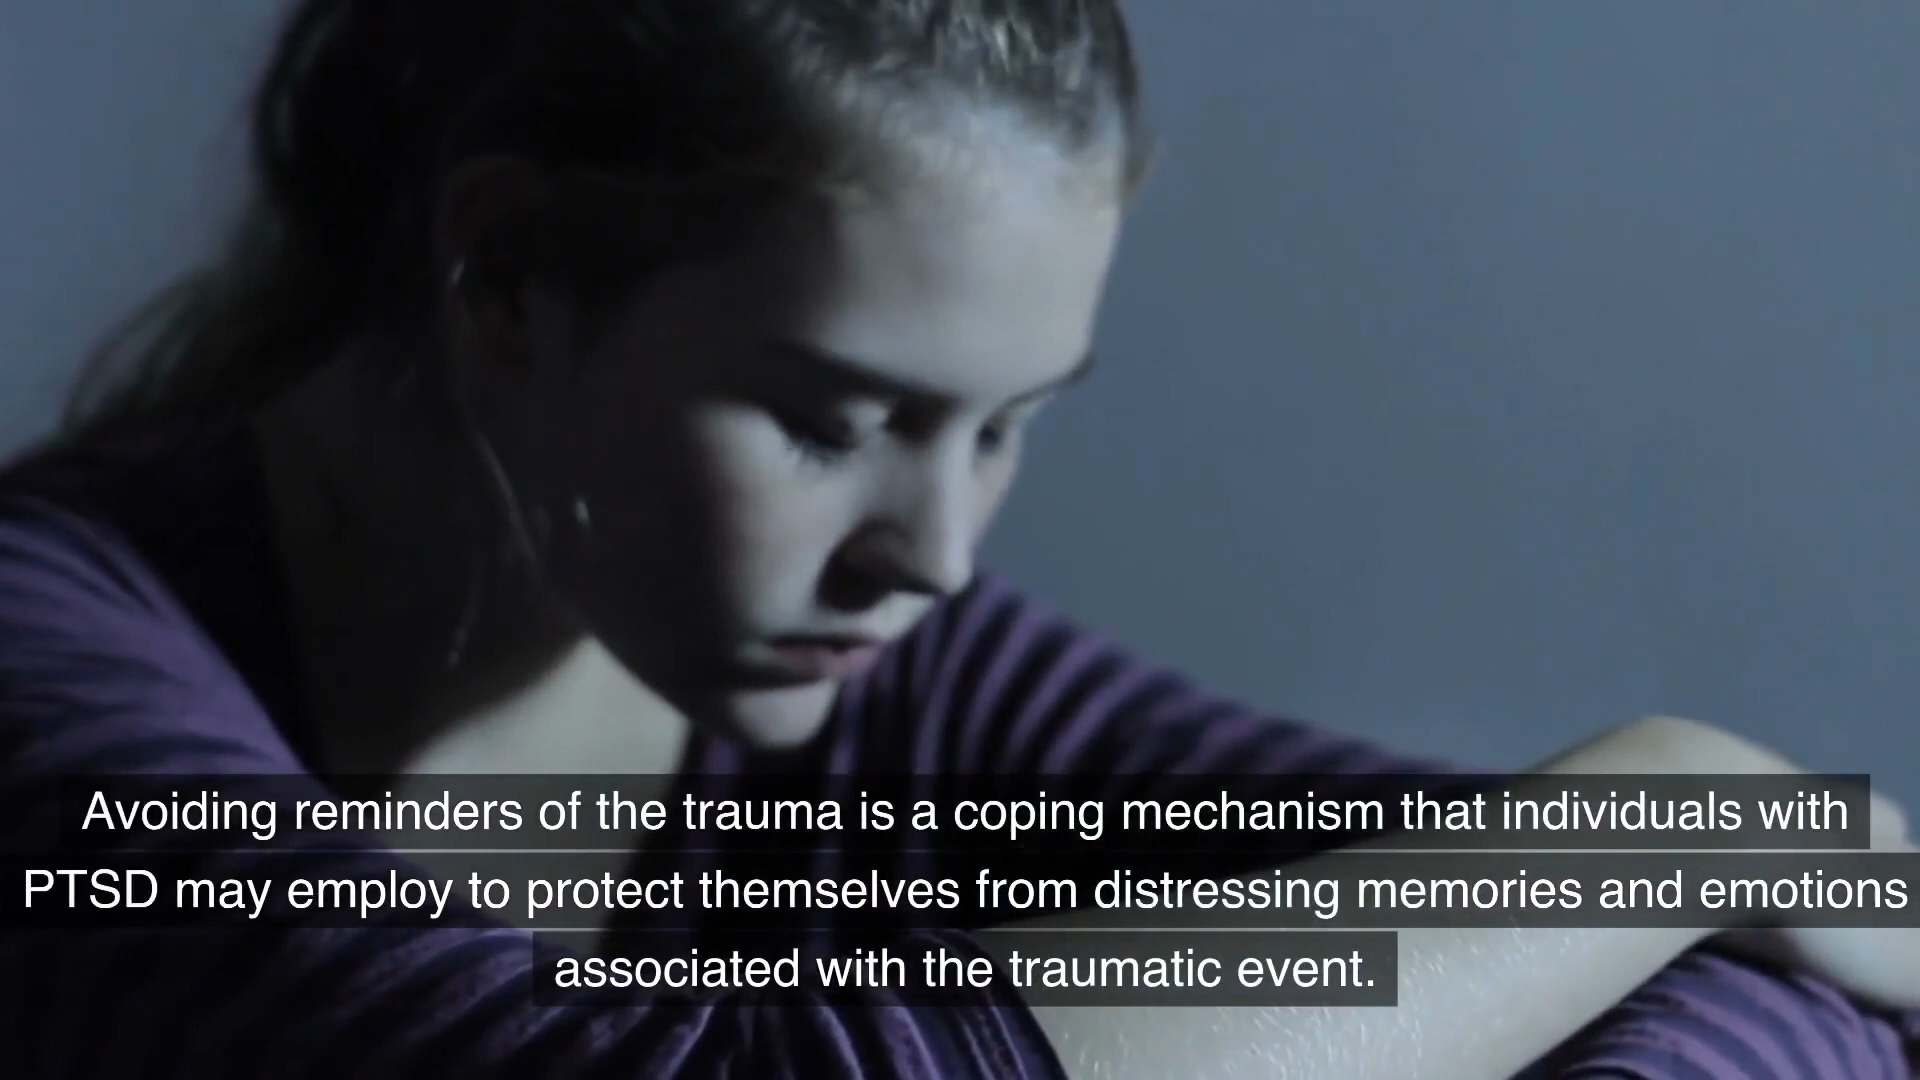 Avoiding reminders of the trauma is a coping mechanism that individuals with
PTSD may employ to protect themselves from distressing memories and emotions
associated with the traumatic event.